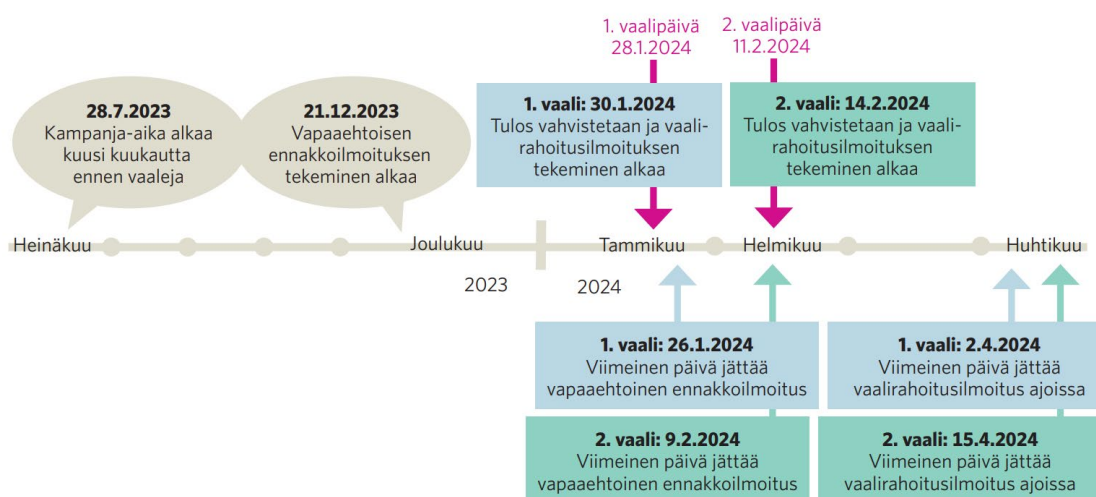 1. vaalipäivä
28.1.2024
2. vaalipäivä
11.2.2024
28.7.2023
Kampanja-aika alkaa
kuusi kuukautta
ennen vaaleja
21.12.2023
Vapaaehtoisen
ennakkoilmoituksen
tekeminen alkaa
1. vaali: 30.1.2024
Tulos vahvistetaan ja vaali-
rahoitusilmoituksen
tekeminen alkaa
2. vaali: 14.2.2024
Tulos vahvistetaan ja vaali-
rahoitusilmoituksen
tekeminen alkaa
Heinäkuu
Joulukuu
Tammikuu
Helmikuu
Huhtikuu
2023
2024
1. vaali: 26.1.2024
Viimeinen päivä jättää
vapaaehtoinen ennakkoilmoitus
1. vaali: 2.4.2024
Viimeinen päivä jättää
vaalirahoitusilmoitus ajoissa
2. vaali: 9.2.2024
Viimeinen päivä jättää
vapaaehtoinen ennakkoilmoitus
2. vaali: 15.4.2024
Viimeinen päivä jättää
vaalirahoitusilmoitus ajoissa